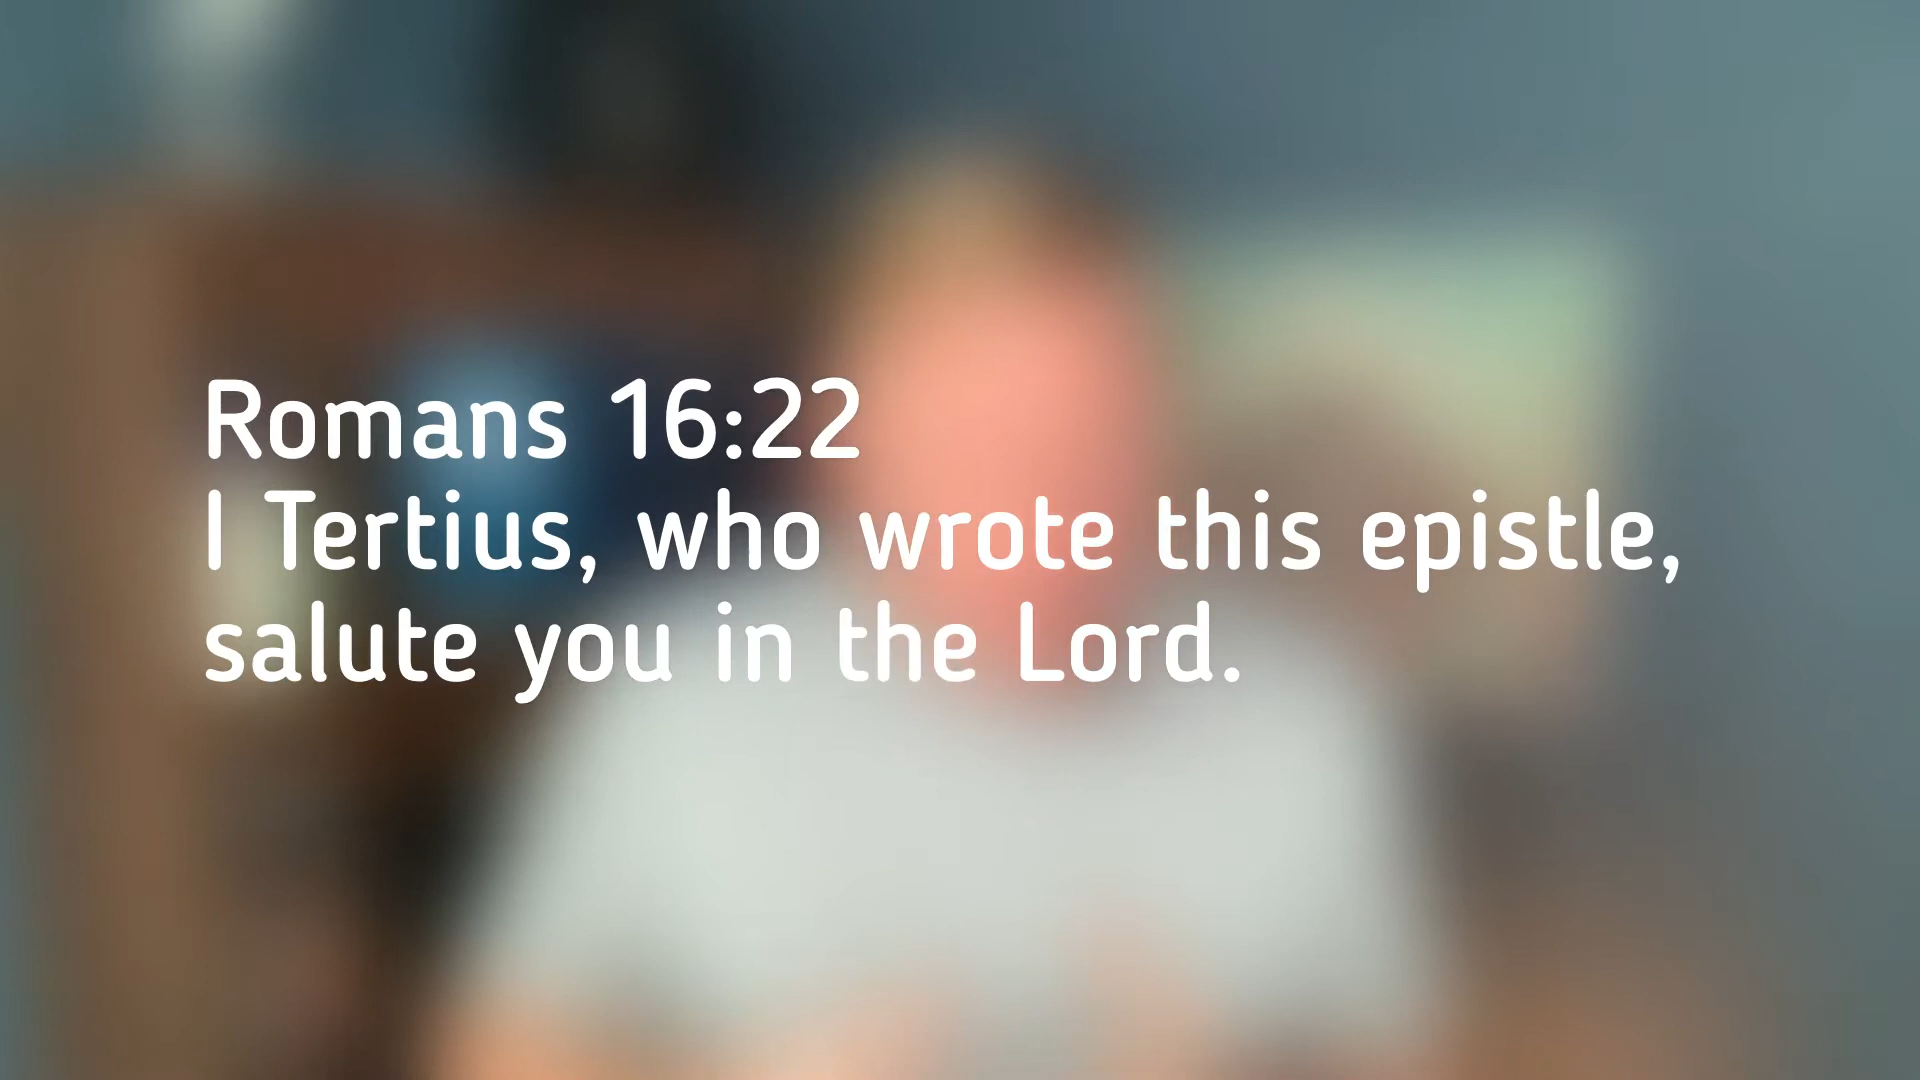 Romans 16:22
I Tertius, who wrote this epistle,
salute you in the Lord.